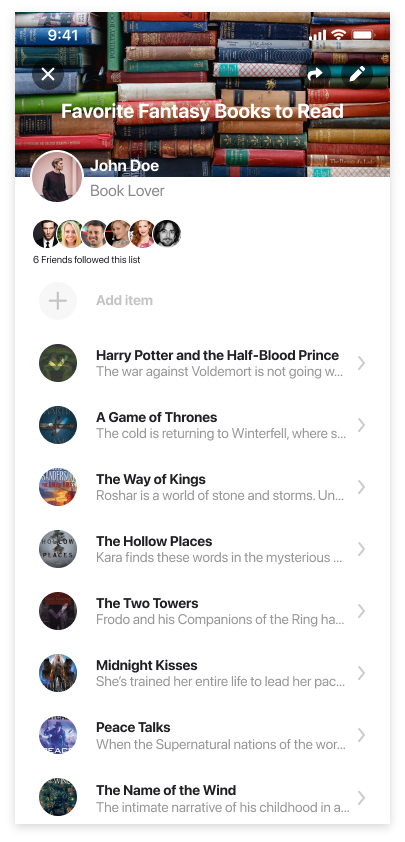 9:41
Favorite Fantasy Books to Read
John Doe
Book Lover
6 Friends followed this list
Add item
Harry Potter and the Half-Blood Prince
The war against Voldemort is not going w...
A Game of Thrones
The cold is returning to Winterfell, where s...
The Way of Kings
Roshar is a world of stone and storms. Un...
The Hollow Places
Kara finds these words in the mysterious ...
HOLLOW
PLACES
The Two Towers
Frodo and his Companions of the Ring ha...
Midnight Kisses
She’s trained her entire life to lead her pac...
Peace Talks
When the Supernatural nations of the wor...
The Name of the Wind
The intimate narrative of his childhood in a...